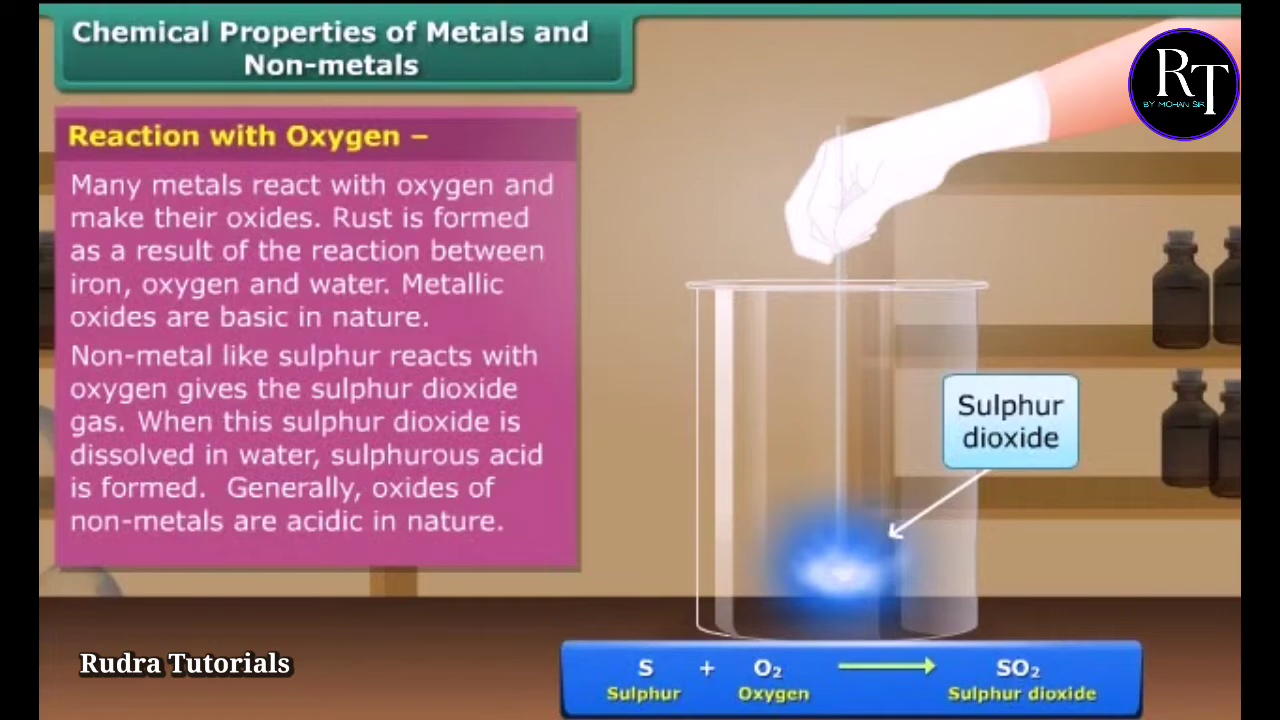 Chemical Properties of Metals and
Non-metals
RT
BY MOHAN SIR
Reaction with Oxygen –
Many metals react with oxygen and
make their oxides. Rust is formed
as a result of the reaction between
iron, oxygen and water. Metallic
oxides are basic in nature.
Non-metal like sulphur reacts with
oxygen gives the sulphur dioxide
gas. When this sulphur dioxide is
dissolved in water, sulphurous acid
is formed. Generally, oxides of
non-metals are acidic in nature.
Sulphur
dioxide
Rudra Tutorials
S + O₂ → SO₂
Sulphur Oxygen Sulphur dioxide